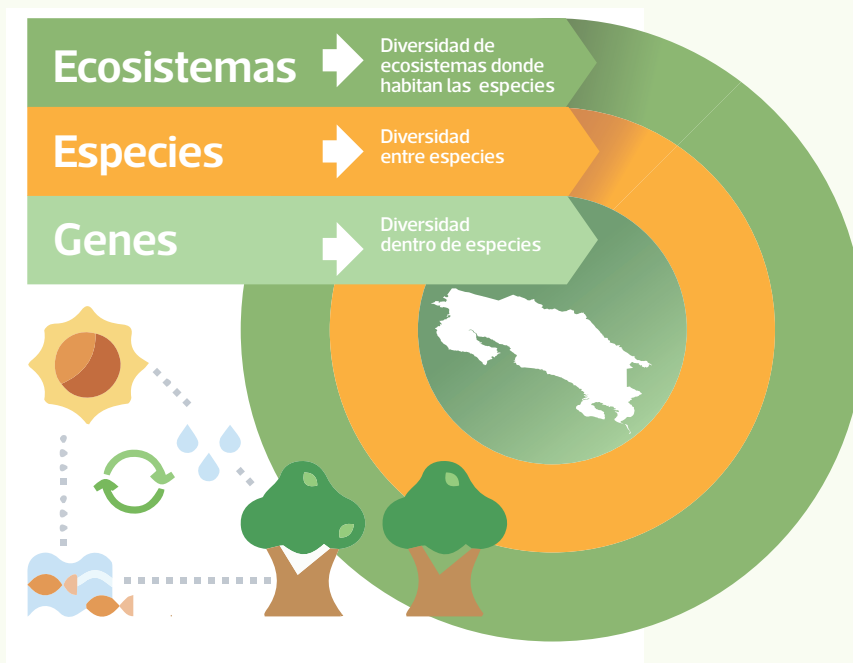 Ecosistemas
Diversidad de
ecosistemas donde
habitan las especies
Especies
Diversidad
entre especies
Genes
Diversidad
dentro de especies